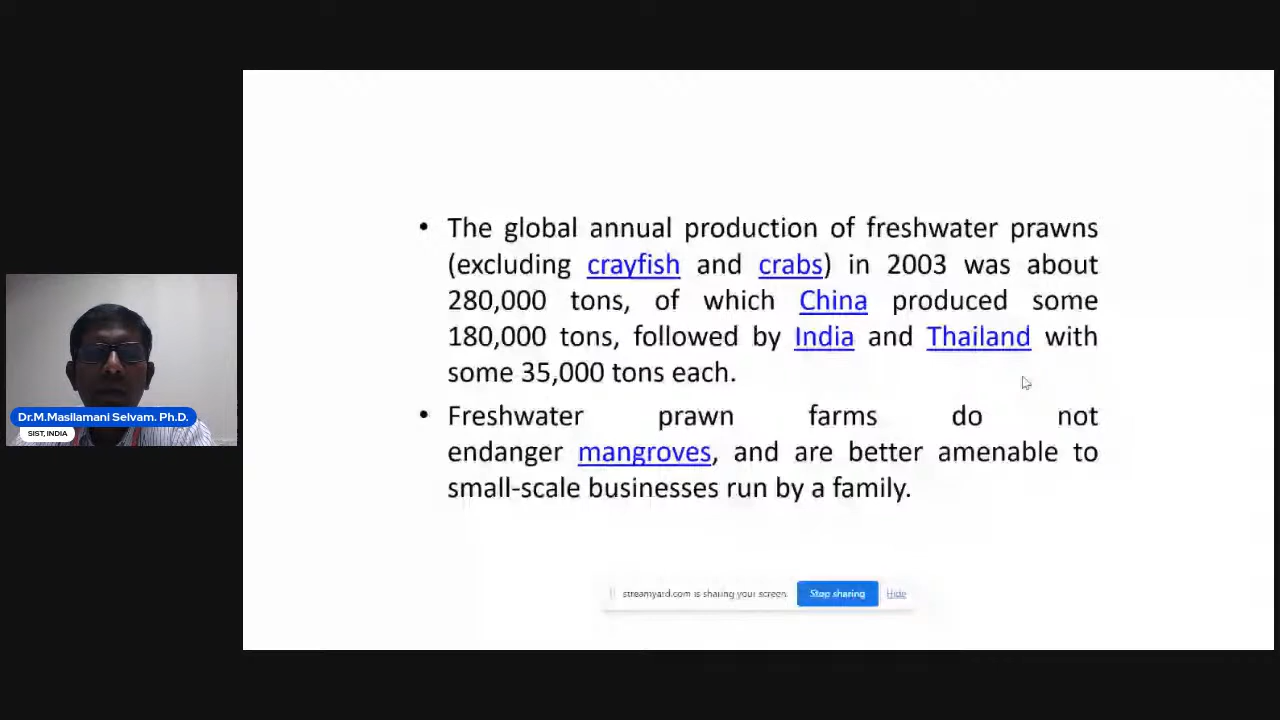 • The global annual production of freshwater prawns
(excluding crayfish and crabs) in 2003 was about
280,000 tons, of which China produced some
180,000 tons, followed by India and Thailand with
some 35,000 tons each.
• Freshwater prawn farms do not
endanger mangroves, and are better amenable to
small-scale businesses run by a family.
Dr.M.Masilamani Selvam. Ph.D.
SIST, INDIA
streamyard.com is sharing your screen. Stop sharing Hide